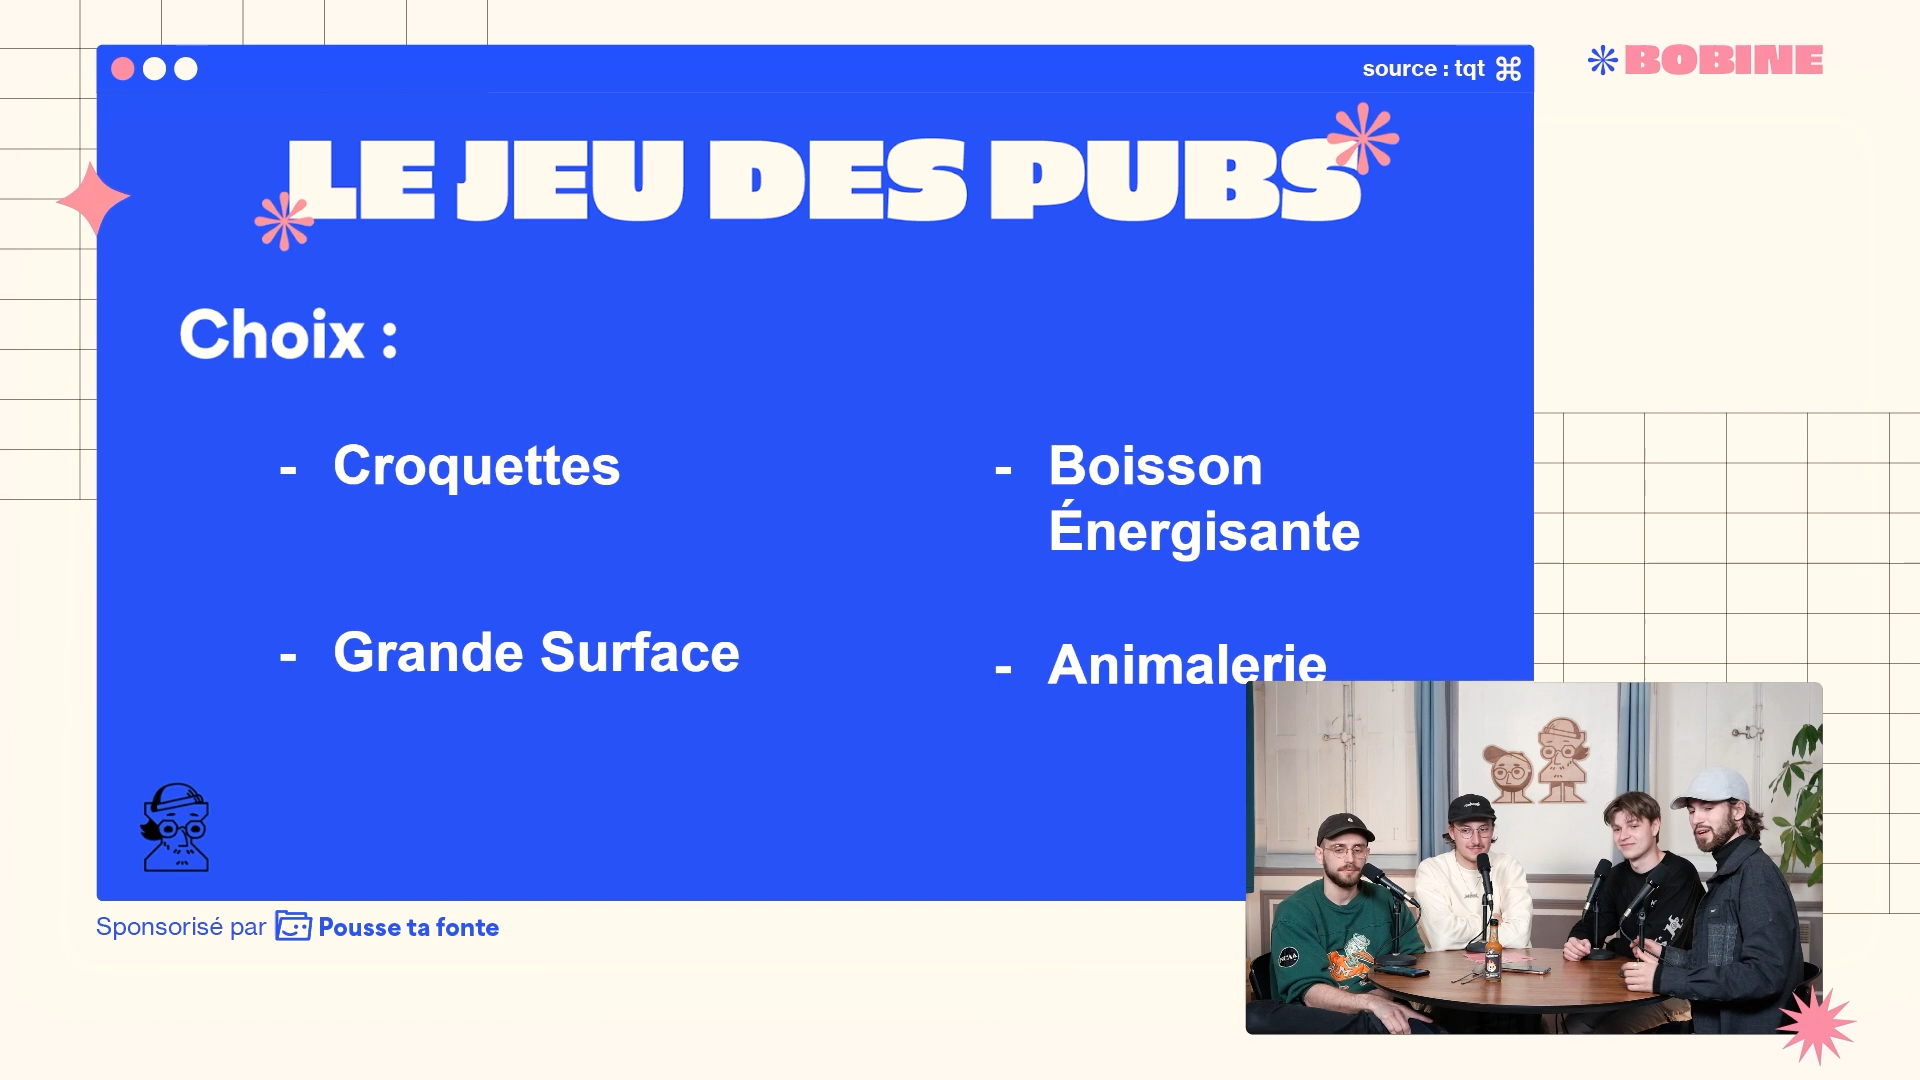 source : tqt
BOBINE
LE JEU DES PUBS
Choix :
- Croquettes
- Grande Surface
- Boisson
Énergisante
- Animalerie
Sponsorisé par Pousse ta fonte
NCAA